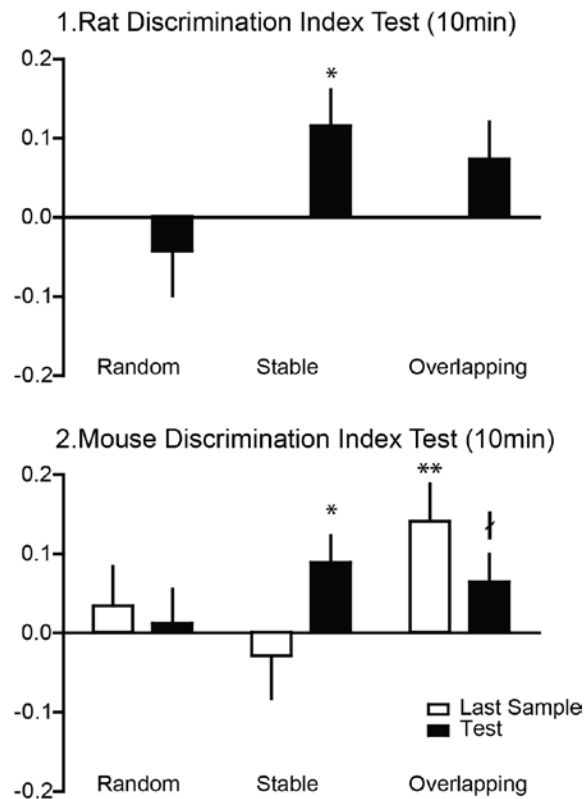 1.Rat Discrimination Index Test (10min)
0.2
*
0.1
0.0
-0.1
Random Stable Overlapping
-0.2
2.Mouse Discrimination Index Test (10min)
0.2
**
*
0.1
0.0
Last Sample
-0.1
Test
Random Stable Overlapping
-0.2